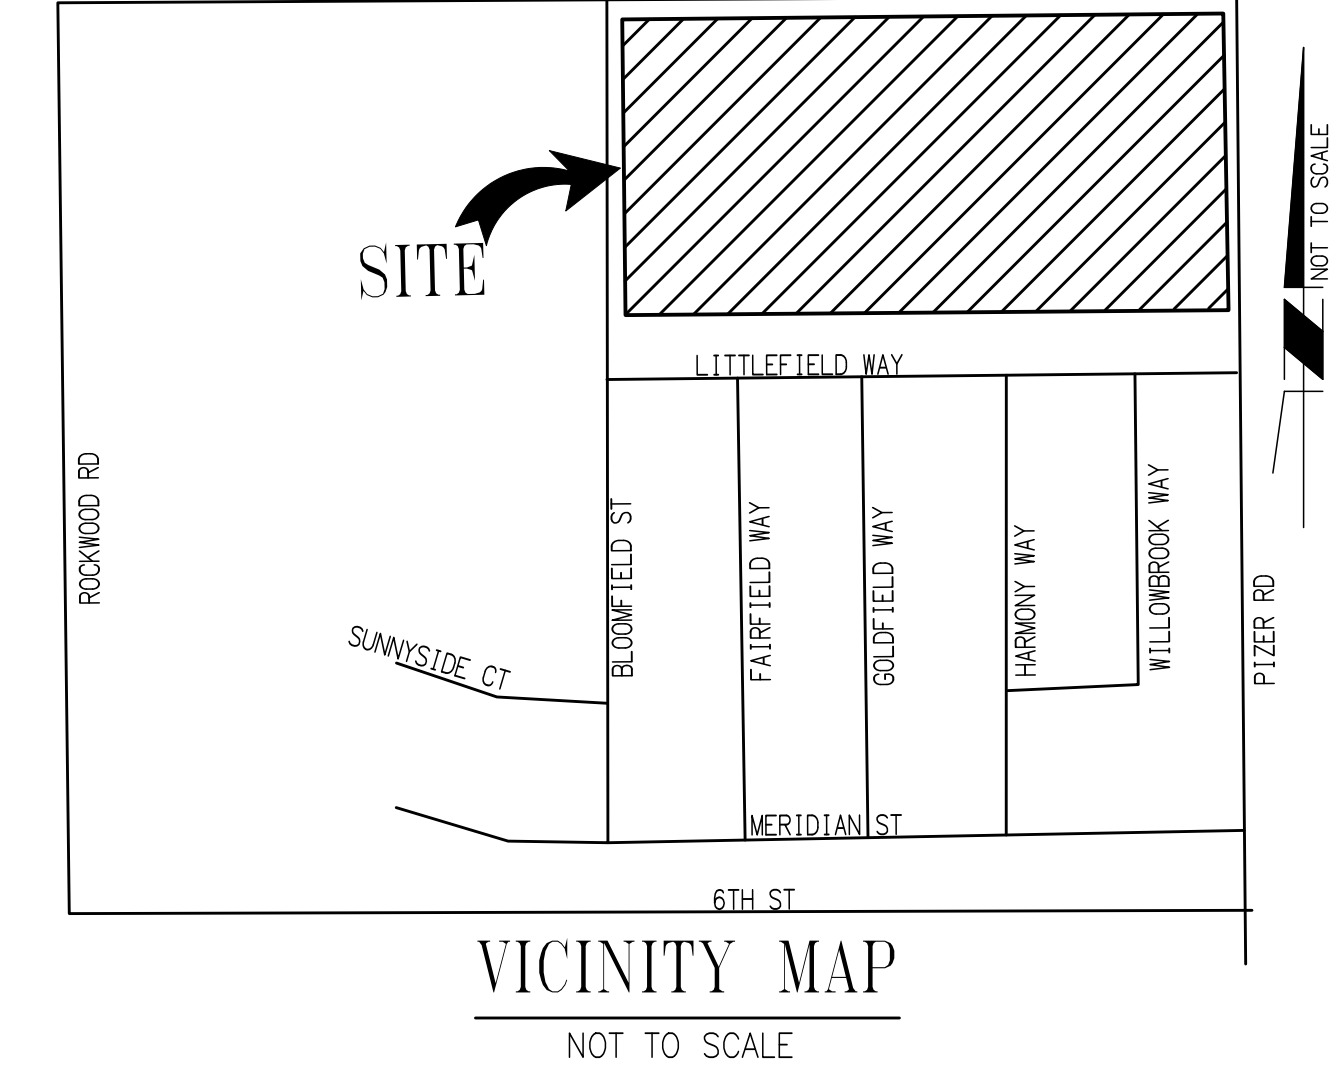 NOT TO SCALE
SITE
LITTLEFIELD WAY
ROCKWOOD RD
BLOOMFIELD ST
FAIRFIELD WAY
GOLDFIELD WAY
HARMONY WAY
WILLOWBROOK WAY
PIZER RD
SUNNYSIDE CT
MERIDIAN ST
6TH ST
VICINITY MAP
NOT TO SCALE